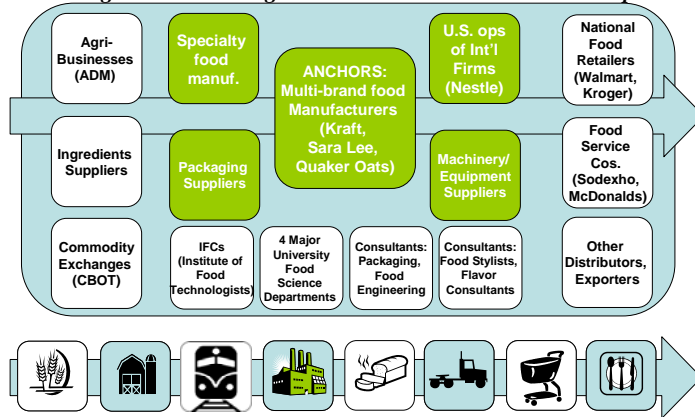 Agri-
Businesses
(ADM)
Specialty
food
manuf.
ANCHORS:
Multi-brand food
Manufacturers
(Kraft,
Sara Lee,
Quaker Oats)
U.S. ops
of Int'l
Firms
(Nestle)
National
Food
Retailers
(Walmart,
Kroger)
Ingredients
Suppliers
Packaging
Suppliers
Machinery/
Equipment
Suppliers
Food
Service
Cos.
(Sodexho,
McDonalds)
Commodity
Exchanges
(CBOT)
IFCs
(Institute of
Food
Technologists)
4 Major
University
Food
Science
Departments
Consultants:
Packaging,
Food
Engineering
Consultants:
Food Stylists,
Flavor
Consultants
Other
Distributors,
Exporters